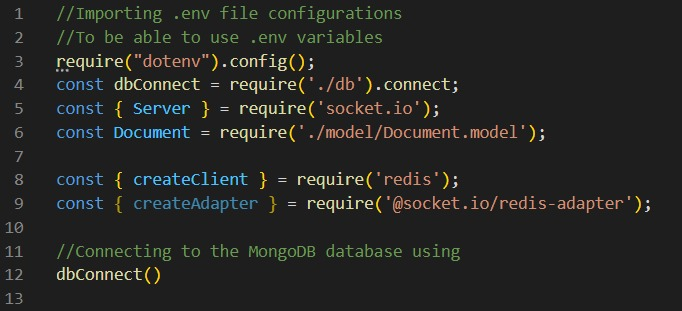 1 //Importing .env file configurations
2 //To be able to use .env variables
3 require("dotenv").config();
4 const dbConnect = require('./db').connect;
5 const { Server } = require('socket.io');
6 const Document = require('./model/Document.model');
7
8 const { createClient } = require('redis');
9 const { createAdapter } = require('@socket.io/redis-adapter');
10
11 //Connecting to the MongoDB database using
12 dbConnect()
13